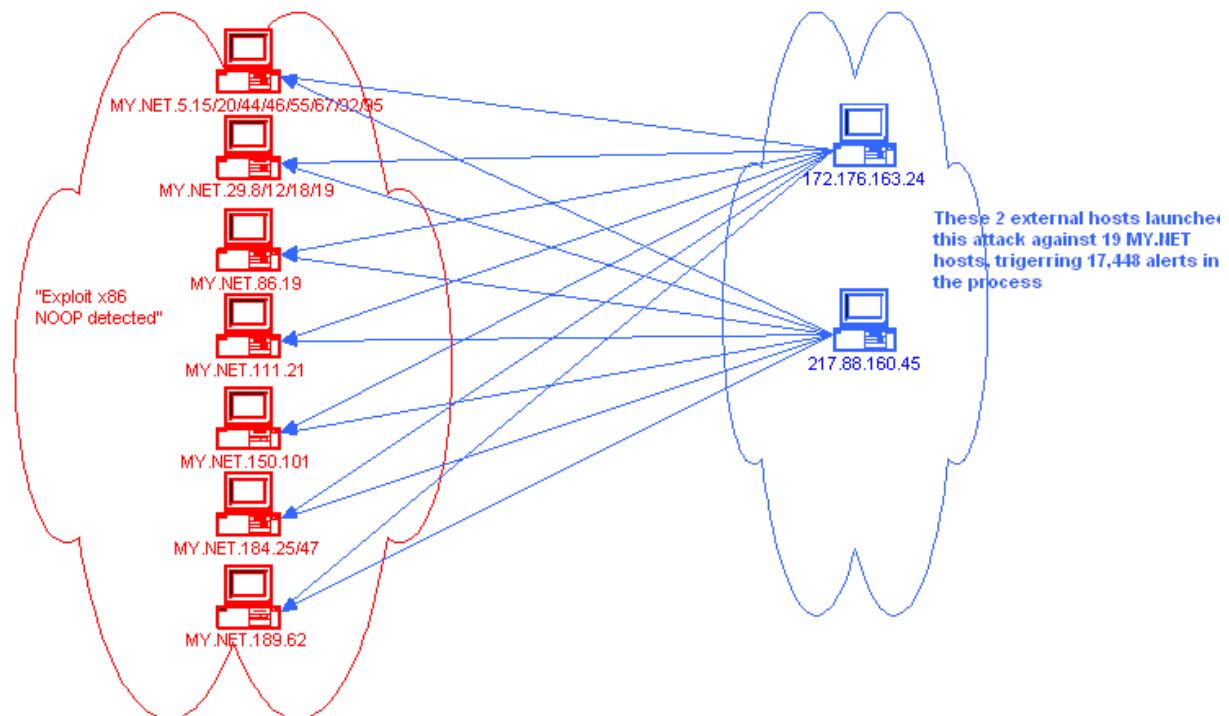 MY.NET.5.15/20/44/46/55/67/92/95
172.176.163.24
MY.NET.29.8/12/18/19
These 2 external hosts launched
this attack against 19 MY.NET
hosts, trigerring 17,448 alerts in
the process
MY.NET.86.19
"Exploit x86
NOOP detected"
MY.NET.111.21
217.88.160.45
MY.NET.150.101
MY.NET.184.25/47
MY.NET.189.62